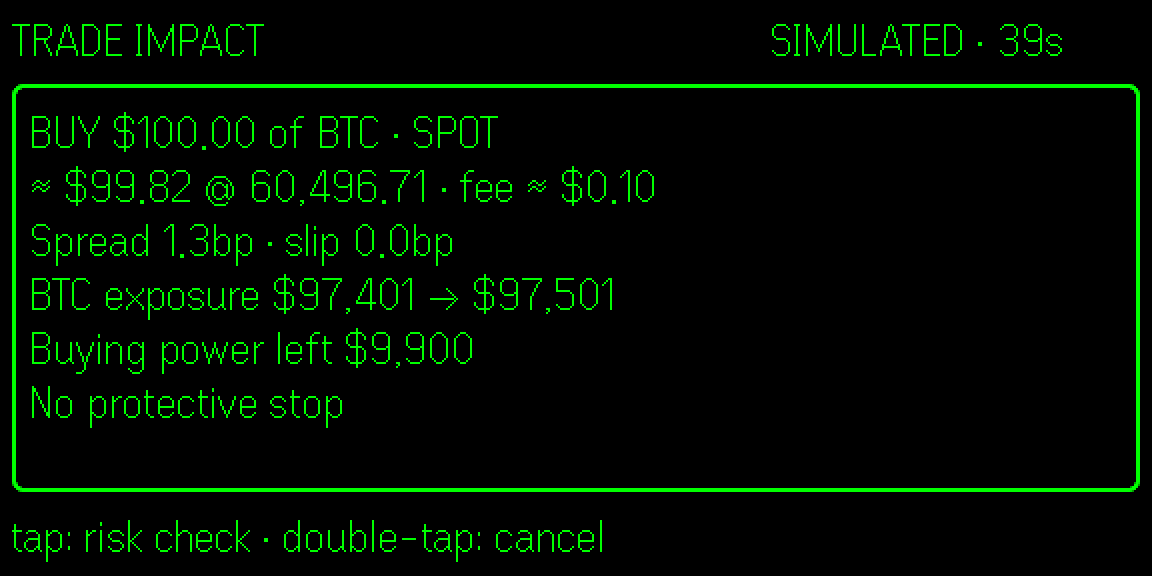 TRADE IMPACT
SIMULATED · 39s
BUY $100.00 of BTC · SPOT
≈ $99.82 @ 60,496.71 · fee ≈ $0.10
Spread 1.3bp · slip 0.0bp
BTC exposure $97,401 → $97,501
Buying power left $9,900
No protective stop
tap: risk check · double-tap: cancel